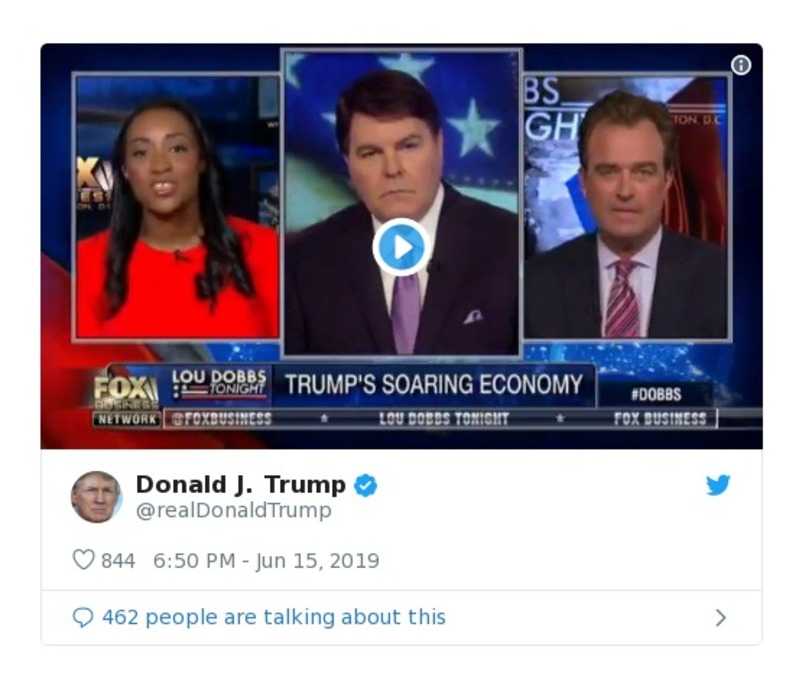 BS
GH
TON, D.C
FOX
LOU DOBBS
TONIGHT
TRUMP'S SOARING ECONOMY
#DOBBS
BUSINESS
NETWORK @FOXBUSINESS * LOU DOBBS TONIGHT * FOX BUSINESS
Donald J. Trump
@realDonaldTrump
844 6:50 PM - Jun 15, 2019
462 people are talking about this